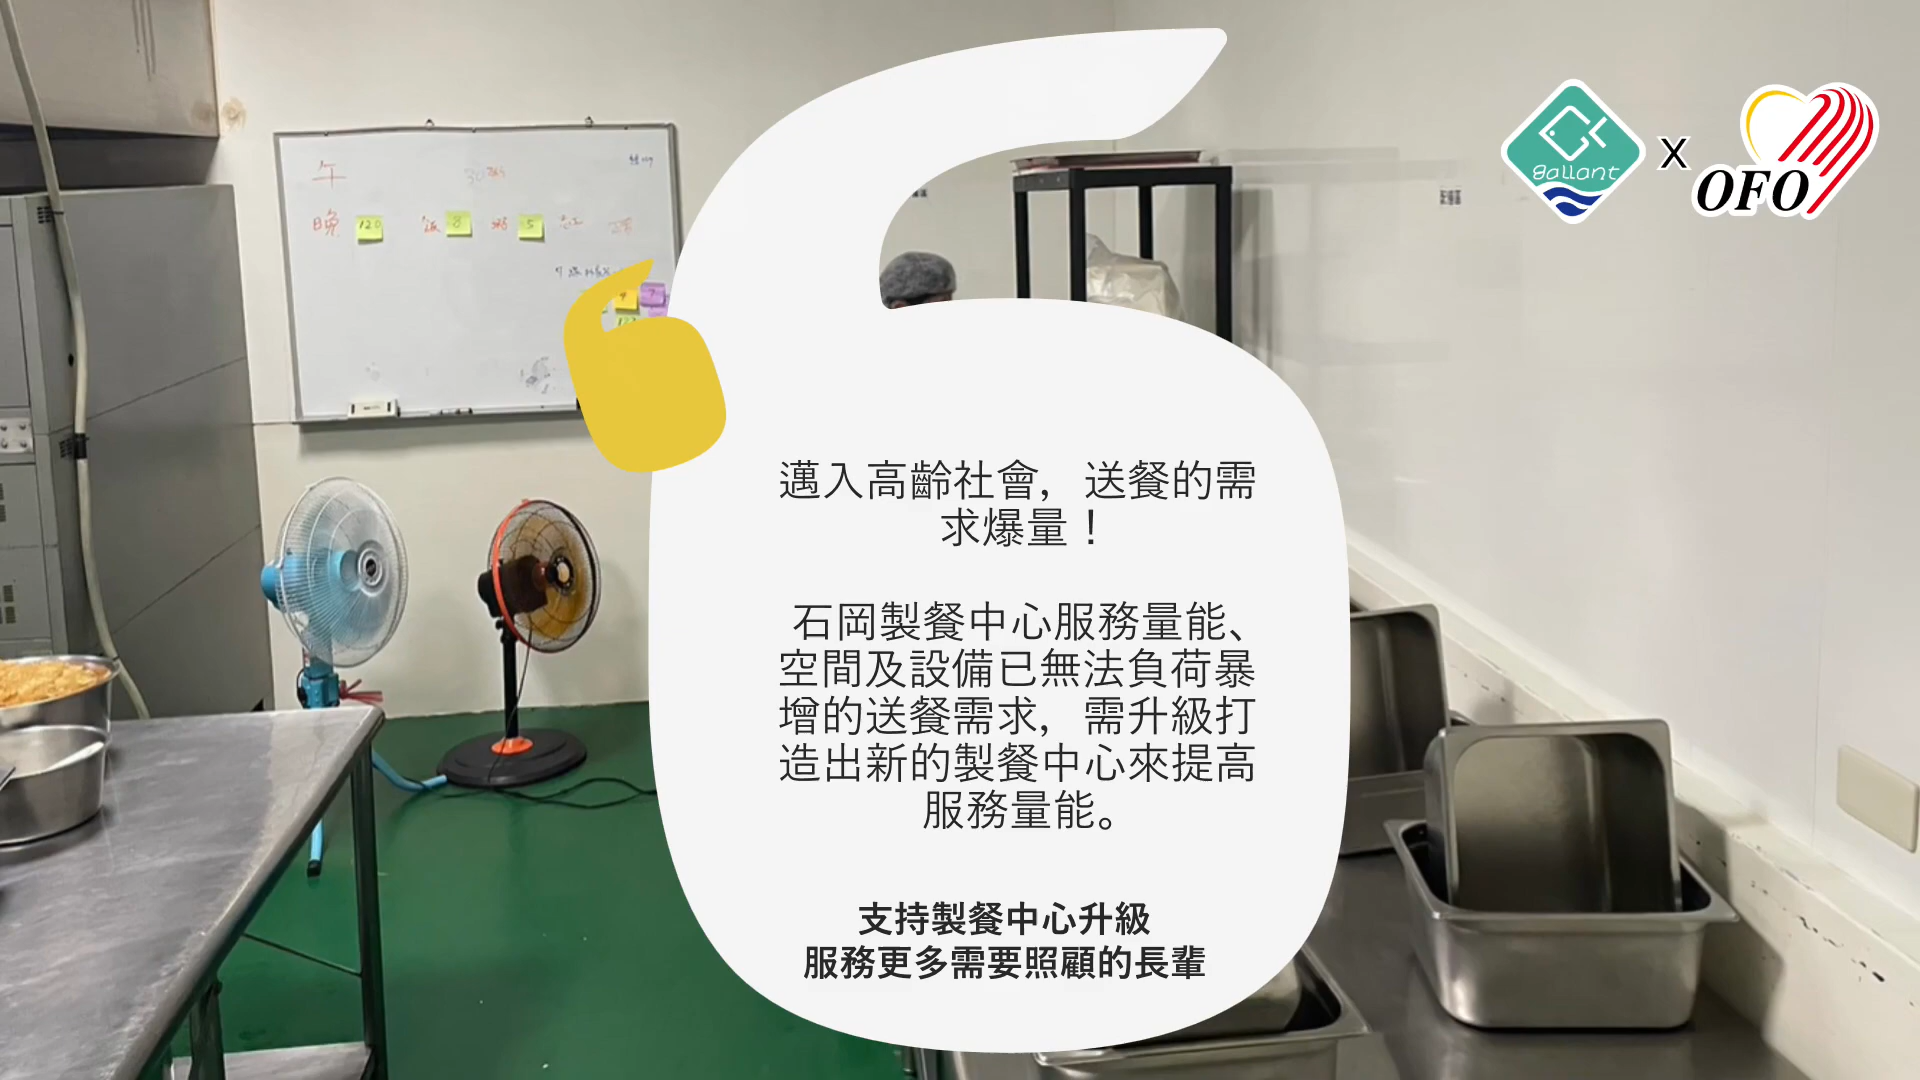 午
晚
120
8
5
gallant
X
OFO
邁入高齡社會，送餐的需
求爆量！
石岡製餐中心服務量能、
空間及設備已無法負荷暴
增的送餐需求，需升級打
造出新的製餐中心來提高
服務量能。
支持製餐中心升級
服務更多需要照顧的長輩